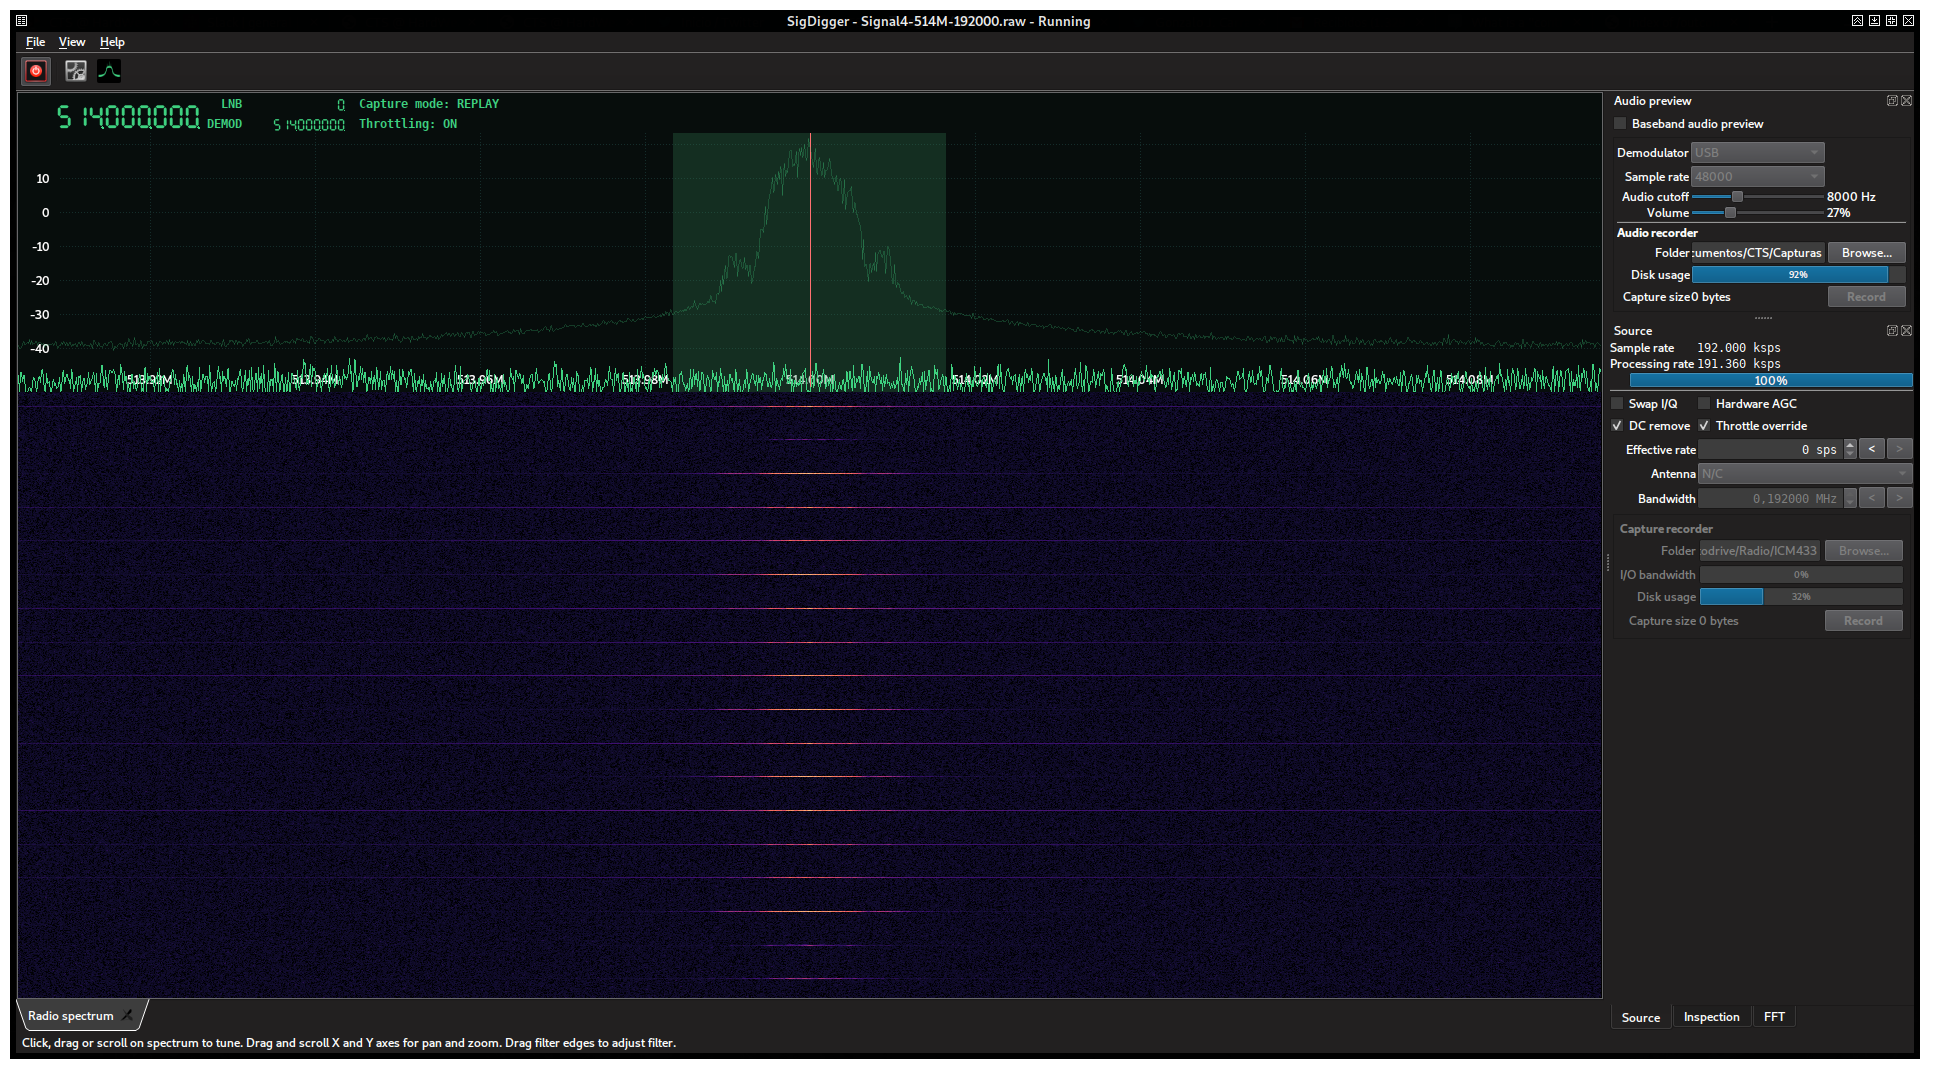 SigDigger - Signal4-514M-192000.raw - Running
File View Help
514.000.000 LNB 0 Capture mode: REPLAY
DEMOD 514.000.000 Throttling: ON
10
0
-10
-20
-30
-40
513.92M 513.94M 513.96M 513.98M 514.00M 514.02M 514.04M 514.06M 514.08M
Radio spectrum
Click, drag or scroll on spectrum to tune. Drag and scroll X and Y axes for pan and zoom. Drag filter edges to adjust filter.
Audio preview
Baseband audio preview
Demodulator USB
Sample rate 48000
Audio cutoff 8000 Hz
Volume 27%
Audio recorder
Folder :umentos/CTS/Capturas Browse...
Disk usage 92%
Capture size 0 bytes Record
Source
Sample rate 192.000 ksps
Processing rate 191.360 ksps
100%
Swap I/Q Hardware AGC
DC remove Throttle override
Effective rate 0 sps < >
Antenna N/C
Bandwidth 0,192000 MHz < >
Capture recorder
Folder odrive/Radio/ICM433 Browse...
I/O bandwidth 0%
Disk usage 32%
Capture size 0 bytes Record
Source Inspection FFT